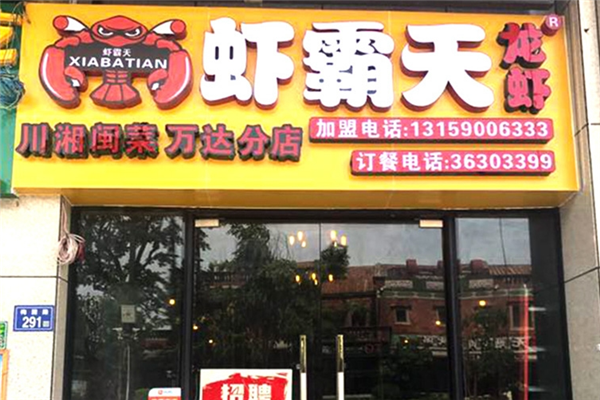 虾霸天
XIABATIAN
虾霸天
龙虾
®
川湘闽菜 万达分店
加盟电话:13159006333
订餐电话:36303399
291
招聘